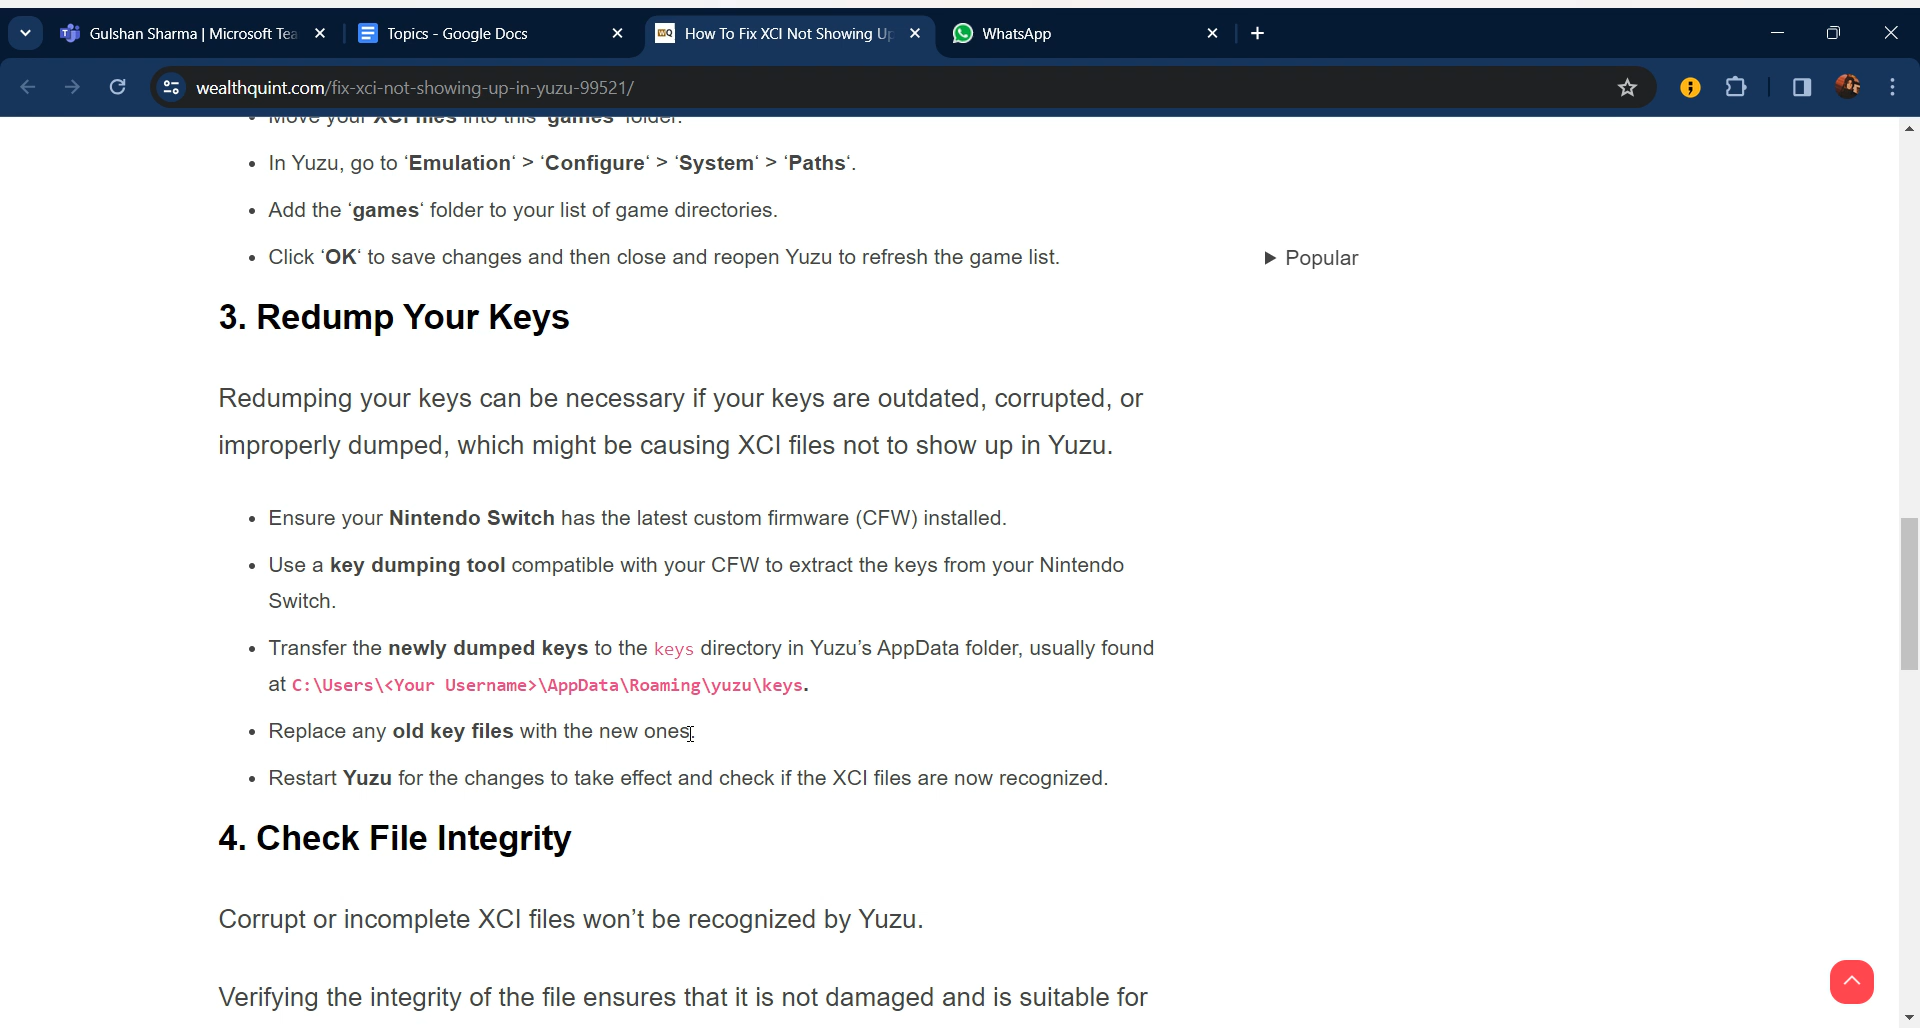 Gulshan Sharma | Microsoft Tea
Topics - Google Docs
WQ How To Fix XCI Not Showing Up
WhatsApp
wealthquint.com/fix-xci-not-showing-up-in-yuzu-99521/
• Move your XCI files into this 'games' folder.
• In Yuzu, go to ‘Emulation‘ > ‘Configure‘ > ‘System‘ > ‘Paths‘.
• Add the ‘games‘ folder to your list of game directories.
• Click ‘OK‘ to save changes and then close and reopen Yuzu to refresh the game list.
▶ Popular
3. Redump Your Keys
Redumping your keys can be necessary if your keys are outdated, corrupted, or
improperly dumped, which might be causing XCI files not to show up in Yuzu.
• Ensure your Nintendo Switch has the latest custom firmware (CFW) installed.
• Use a key dumping tool compatible with your CFW to extract the keys from your Nintendo
Switch.
• Transfer the newly dumped keys to the keys directory in Yuzu’s AppData folder, usually found
at C:\Users\<Your Username>\AppData\Roaming\yuzu\keys.
• Replace any old key files with the new ones.
• Restart Yuzu for the changes to take effect and check if the XCI files are now recognized.
4. Check File Integrity
Corrupt or incomplete XCI files won’t be recognized by Yuzu.
Verifying the integrity of the file ensures that it is not damaged and is suitable for